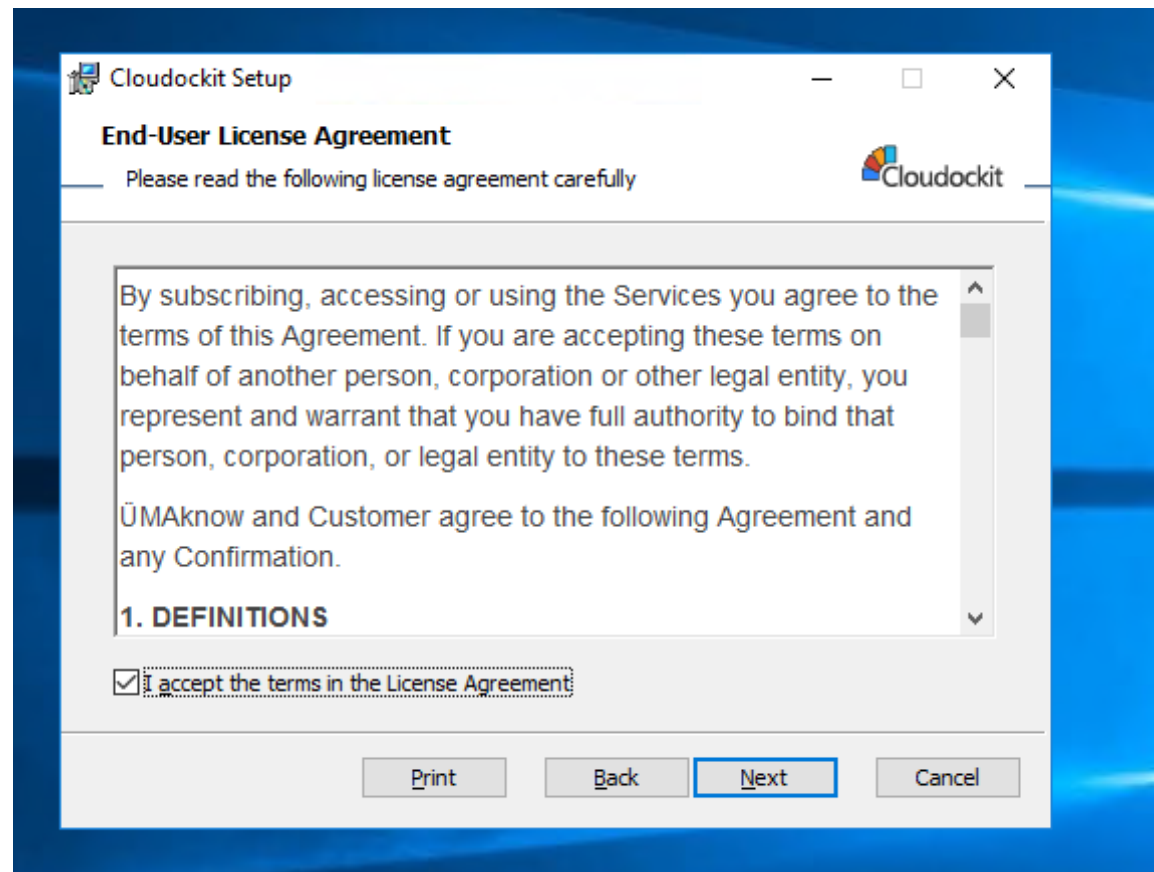 Cloudockit Setup
End-User License Agreement
Please read the following license agreement carefully
Cloudockit
By subscribing, accessing or using the Services you agree to the
terms of this Agreement. If you are accepting these terms on
behalf of another person, corporation or other legal entity, you
represent and warrant that you have full authority to bind that
person, corporation, or legal entity to these terms.
ÜMAknow and Customer agree to the following Agreement and
any Confirmation.
1. DEFINITIONS
I accept the terms in the License Agreement
Print Back Next Cancel